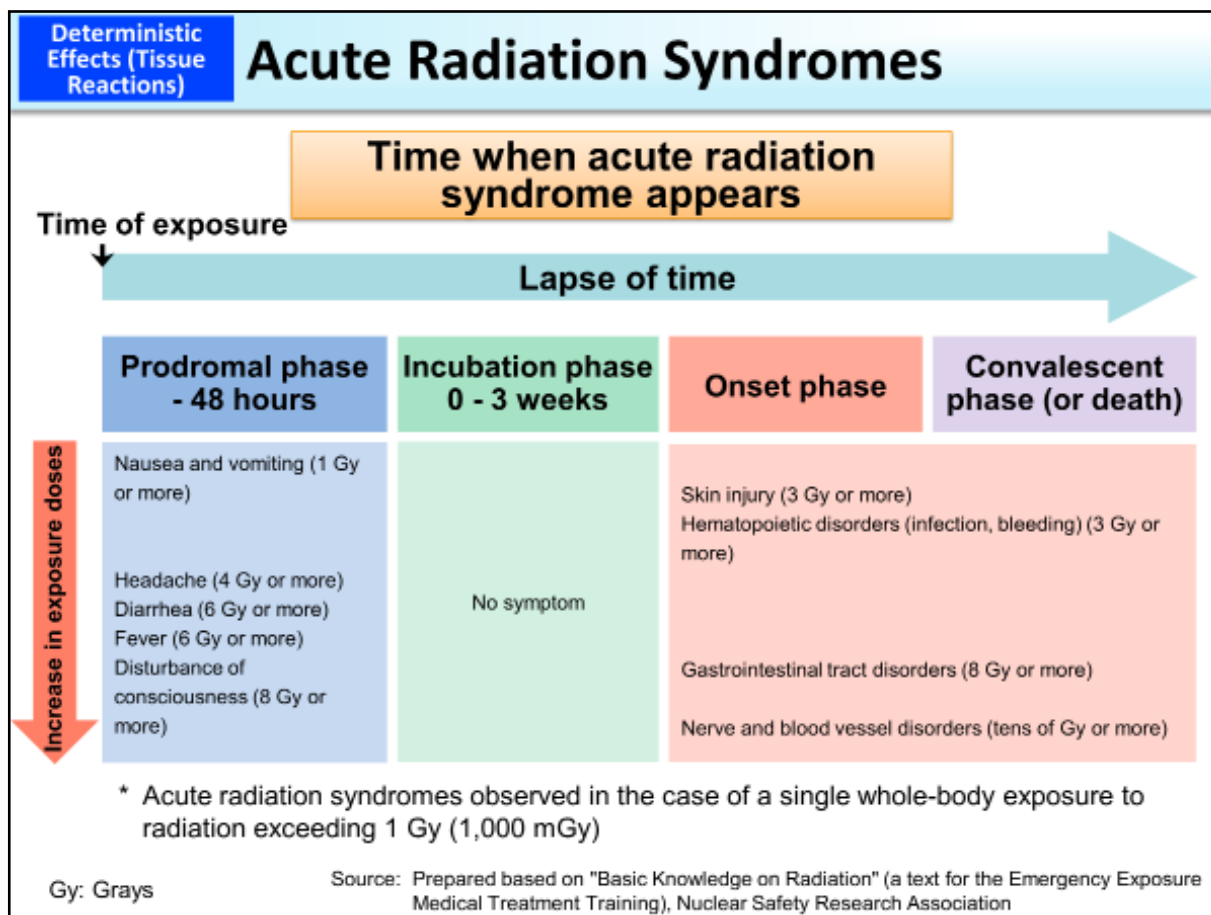 Deterministic
Effects (Tissue
Reactions)
Acute Radiation Syndromes
Time when acute radiation
syndrome appears
Time of exposure
Lapse of time
Prodromal phase
- 48 hours
Incubation phase
0 - 3 weeks
Onset phase
Convalescent
phase (or death)
Increase in exposure doses
Nausea and vomiting (1 Gy
or more)
Headache (4 Gy or more)
Diarrhea (6 Gy or more)
Fever (6 Gy or more)
Disturbance of
consciousness (8 Gy or
more)
No symptom
Skin injury (3 Gy or more)
Hematopoietic disorders (infection, bleeding) (3 Gy or
more)
Gastrointestinal tract disorders (8 Gy or more)
Nerve and blood vessel disorders (tens of Gy or more)
* Acute radiation syndromes observed in the case of a single whole-body exposure to
radiation exceeding 1 Gy (1,000 mGy)
Gy: Grays
Source: Prepared based on "Basic Knowledge on Radiation" (a text for the Emergency Exposure
Medical Treatment Training), Nuclear Safety Research Association